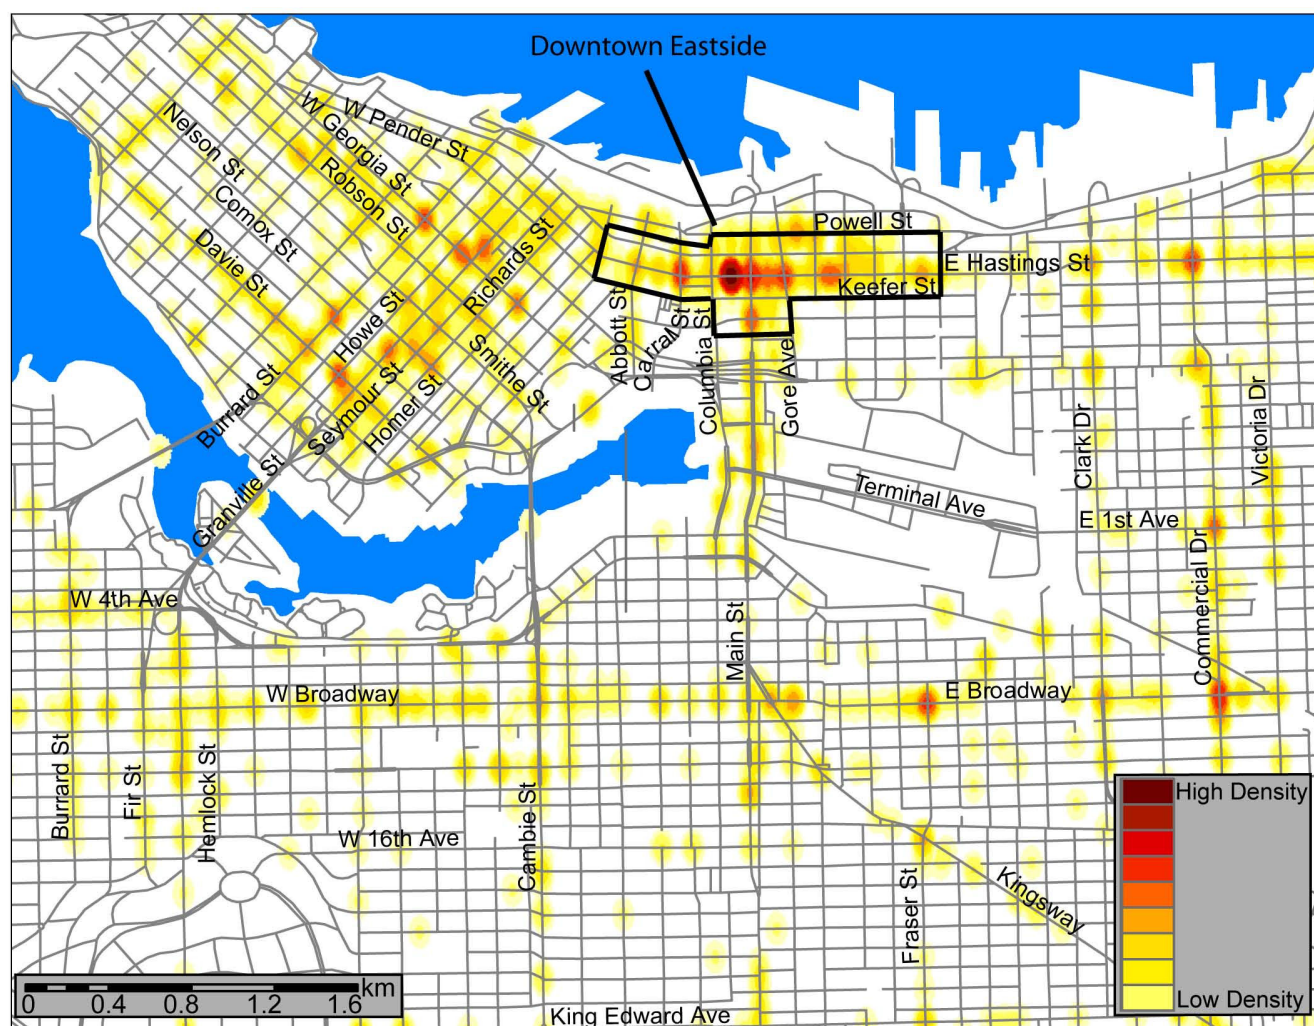 Downtown Eastside
W Pender St
W Georgia St
Nelson St
Robson St
Comox St
Davie St
Richards St
Powell St
E Hastings St
Keefer St
Howe St
Smithe St
Abbott St
Carrall St
Columbia St
Gore Ave
Burrard St
Seymour St
Homer St
Granville St
Clark Dr
Victoria Dr
Terminal Ave
E 1st Ave
Commercial Dr
W 4th Ave
Main St
W Broadway
E Broadway
Burrard St
Fir St
Hemlock St
Cambie St
W 16th Ave
Fraser St
Kingsway
King Edward Ave
High Density
Low Density
0 0.4 0.8 1.2 1.6 km